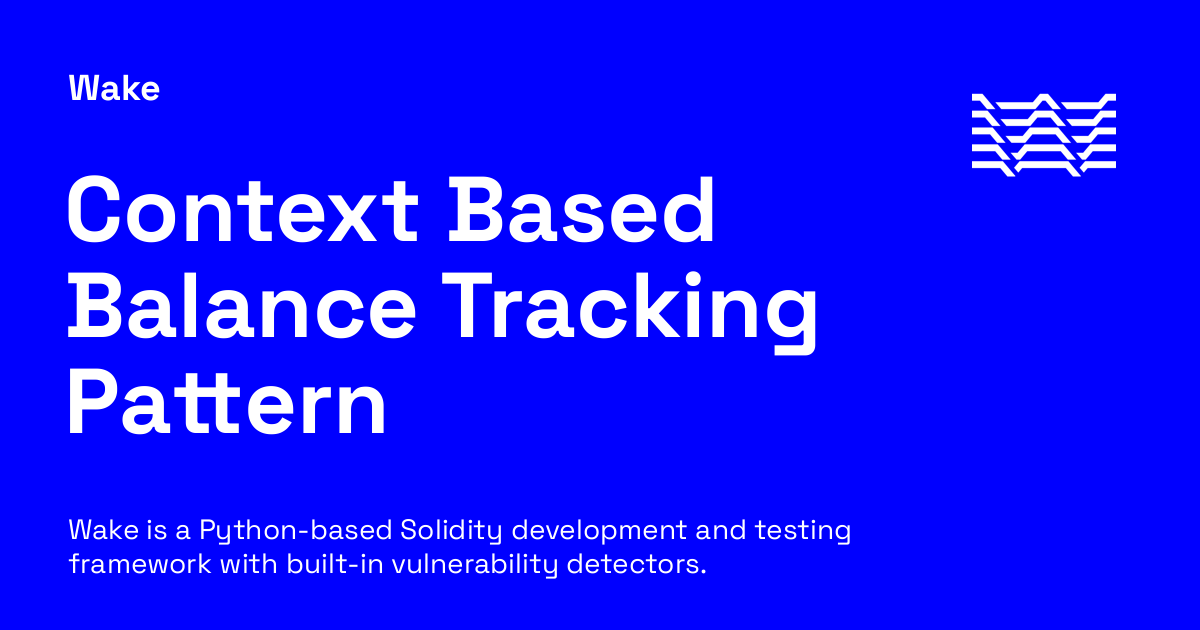 Wake
Context Based
Balance Tracking
Pattern
Wake is a Python-based Solidity development and testing
framework with built-in vulnerability detectors.